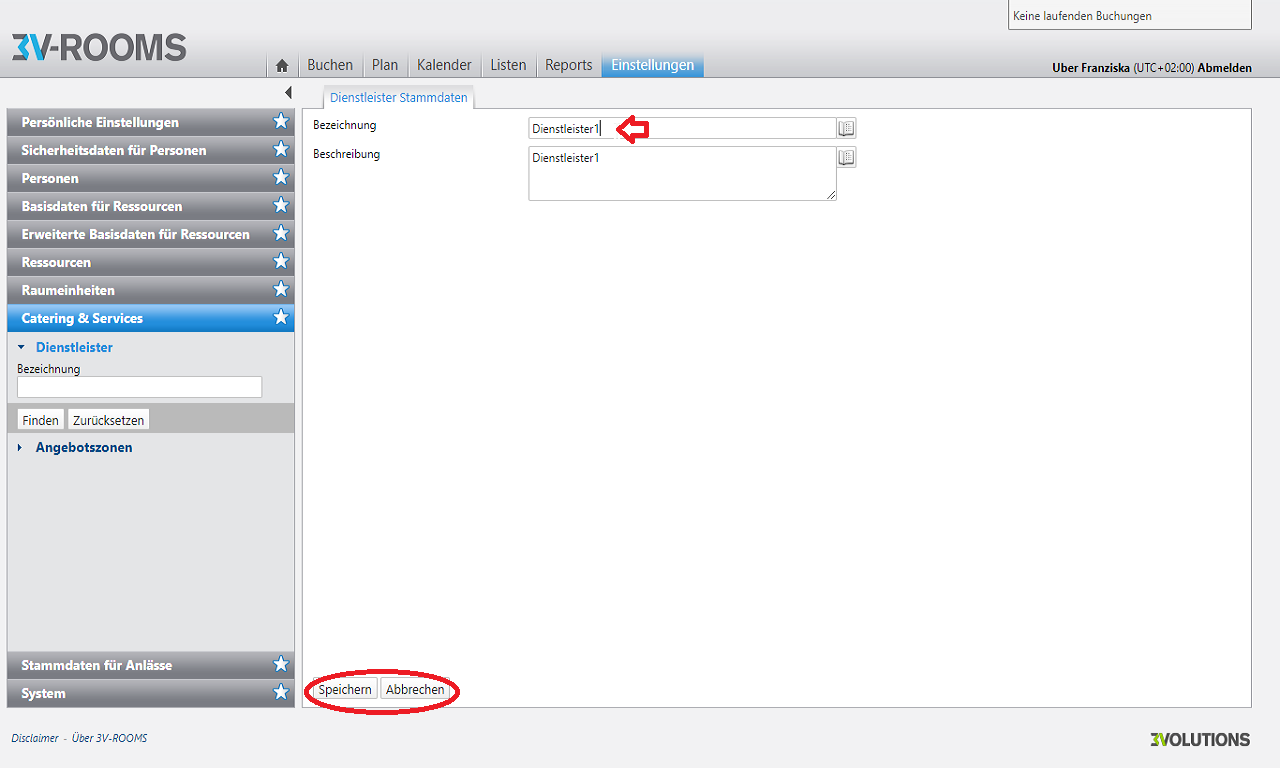 Keine laufenden Buchungen
3V-ROOMS
Buchen Plan Kalender Listen Reports Einstellungen
Uber Franziska (UTC+02:00) Abmelden
Dienstleister Stammdaten
Persönliche Einstellungen
Sicherheitsdaten für Personen
Personen
Basisdaten für Ressourcen
Erweiterte Basisdaten für Ressourcen
Ressourcen
Raumeinheiten
Catering & Services
Dienstleister
Bezeichnung
Finden Zurücksetzen
Angebotszonen
Stammdaten für Anlässe
System
Bezeichnung Dienstleister1
Beschreibung Dienstleister1
Speichern Abbrechen
Disclaimer - Über 3V-ROOMS
3VOLUTIONS